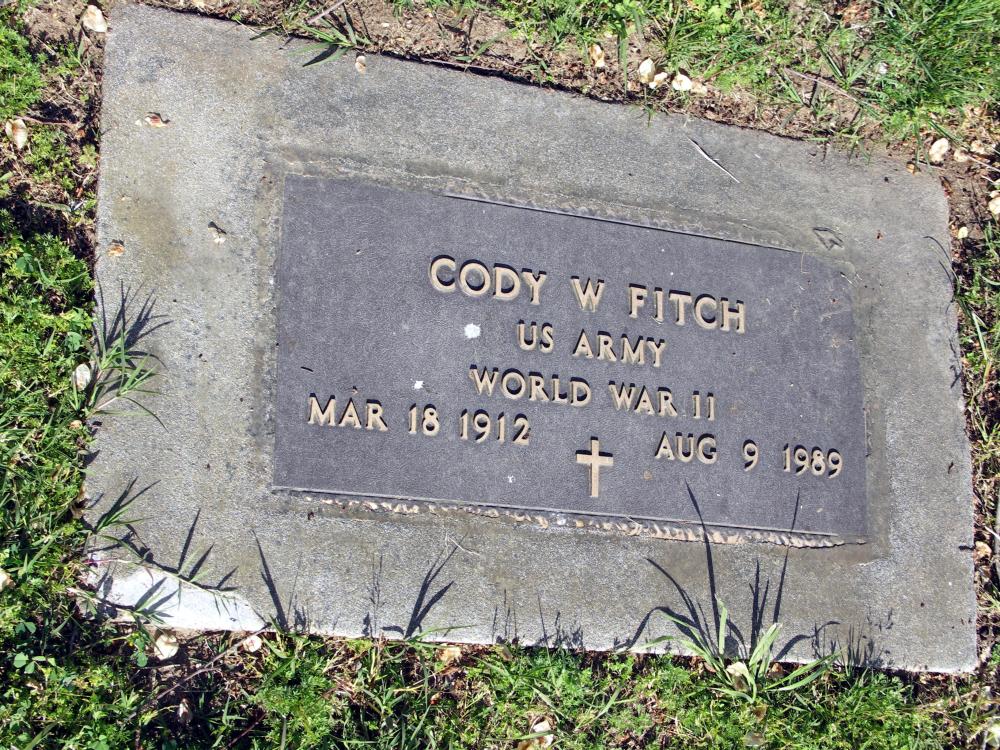 CODY W FITCH
US ARMY
WORLD WAR II
MAR 18 1912 AUG 9 1989